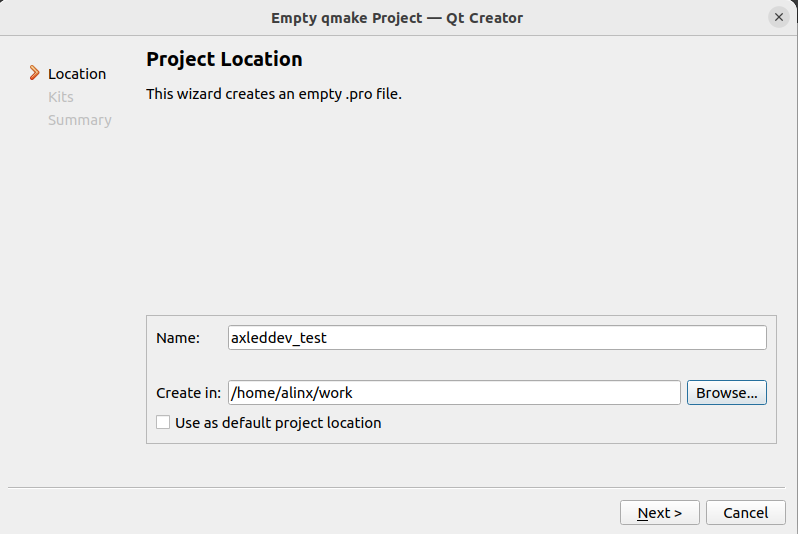 Empty qmake Project — Qt Creator
Location
Kits
Summary
Project Location
This wizard creates an empty .pro file.
Name: axleddev_test
Create in: /home/alinx/work Browse...
Use as default project location
Next > Cancel